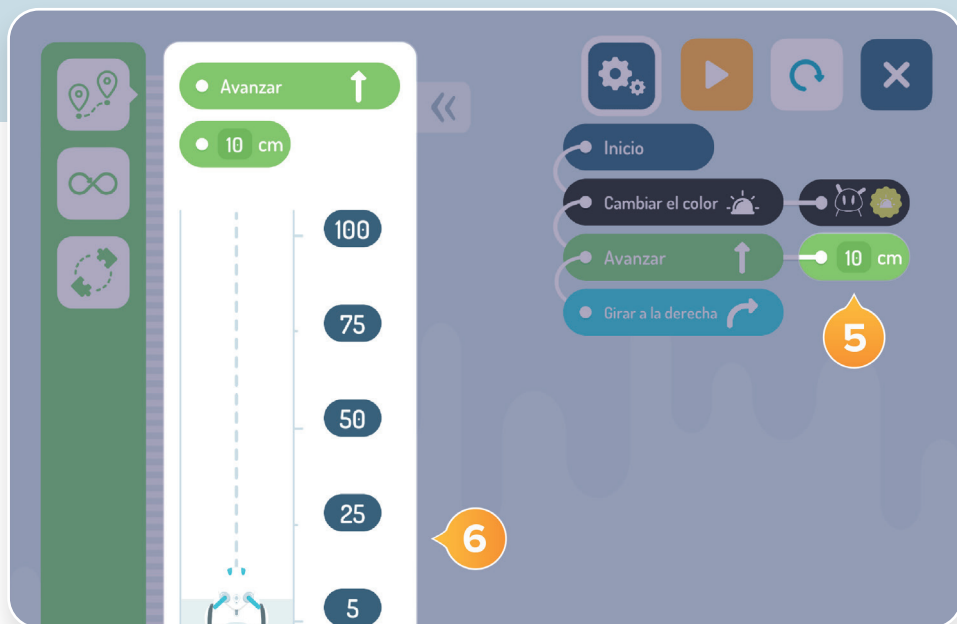 Avanzar
10 cm
100
75
50
25
5
6
Inicio
Cambiar el color
Avanzar
10 cm
Girar a la derecha
5